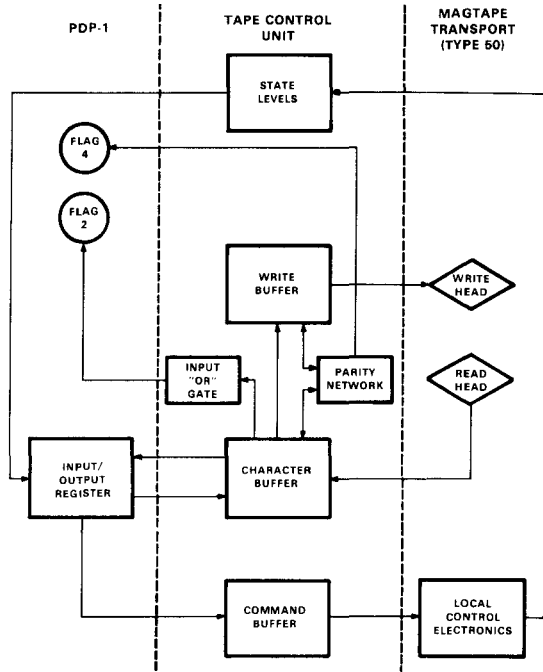 PDP-1
TAPE CONTROL
UNIT
MAGTAPE
TRANSPORT
(TYPE 50)
STATE
LEVELS
FLAG
4
FLAG
2
WRITE
BUFFER
WRITE
HEAD
INPUT
"OR"
GATE
PARITY
NETWORK
READ
HEAD
INPUT/
OUTPUT
REGISTER
CHARACTER
BUFFER
COMMAND
BUFFER
LOCAL
CONTROL
ELECTRONICS